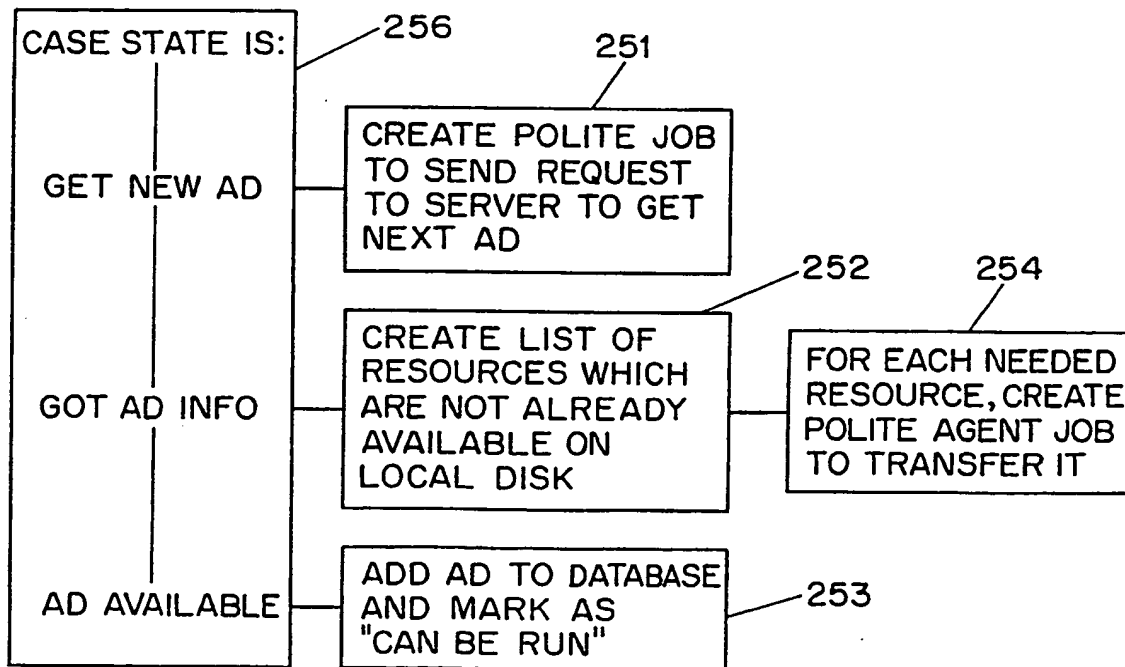 CASE STATE IS:
256
251
GET NEW AD
CREATE POLITE JOB
TO SEND REQUEST
TO SERVER TO GET
NEXT AD
252
254
GOT AD INFO
CREATE LIST OF
RESOURCES WHICH
ARE NOT ALREADY
AVAILABLE ON
LOCAL DISK
FOR EACH NEEDED
RESOURCE, CREATE
POLITE AGENT JOB
TO TRANSFER IT
AD AVAILABLE
ADD AD TO DATABASE
AND MARK AS
"CAN BE RUN"
253